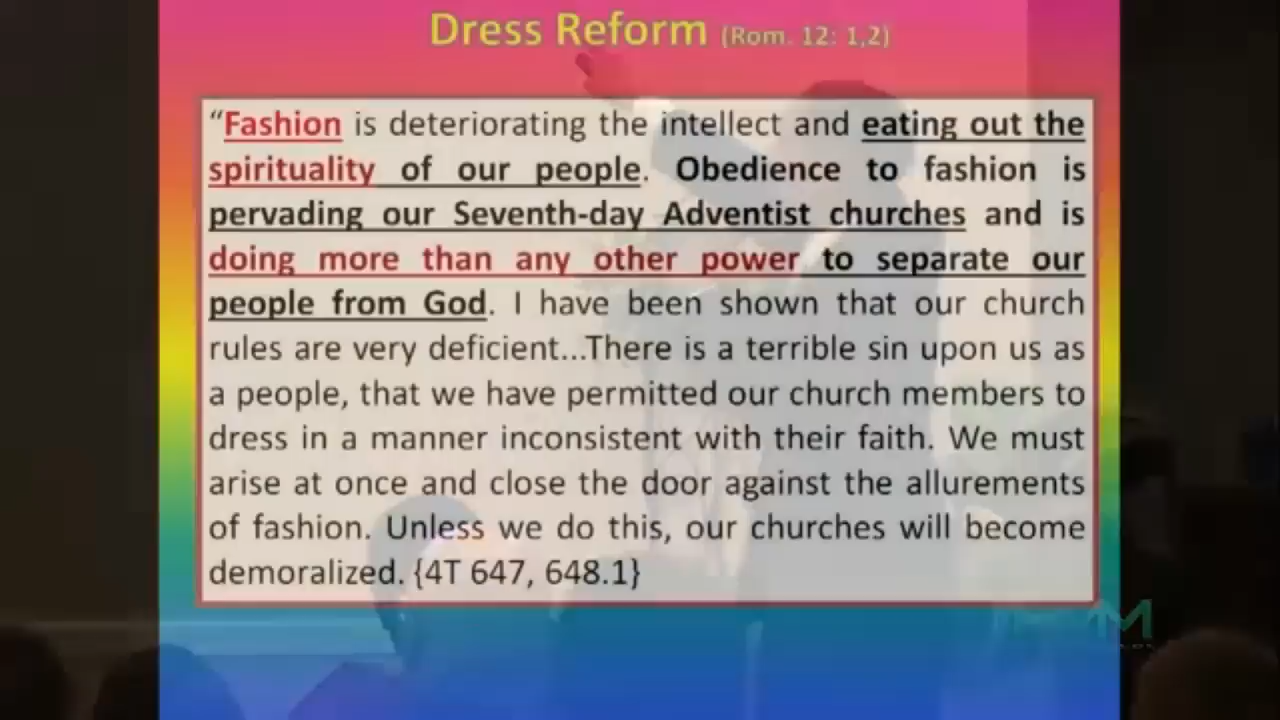 Dress Reform (Rom. 12: 1,2)
“Fashion is deteriorating the intellect and eating out the
spirituality of our people. Obedience to fashion is
pervading our Seventh-day Adventist churches and is
doing more than any other power to separate our
people from God. I have been shown that our church
rules are very deficient...There is a terrible sin upon us as
a people, that we have permitted our church members to
dress in a manner inconsistent with their faith. We must
arise at once and close the door against the allurements
of fashion. Unless we do this, our churches will become
demoralized. {4T 647, 648.1}